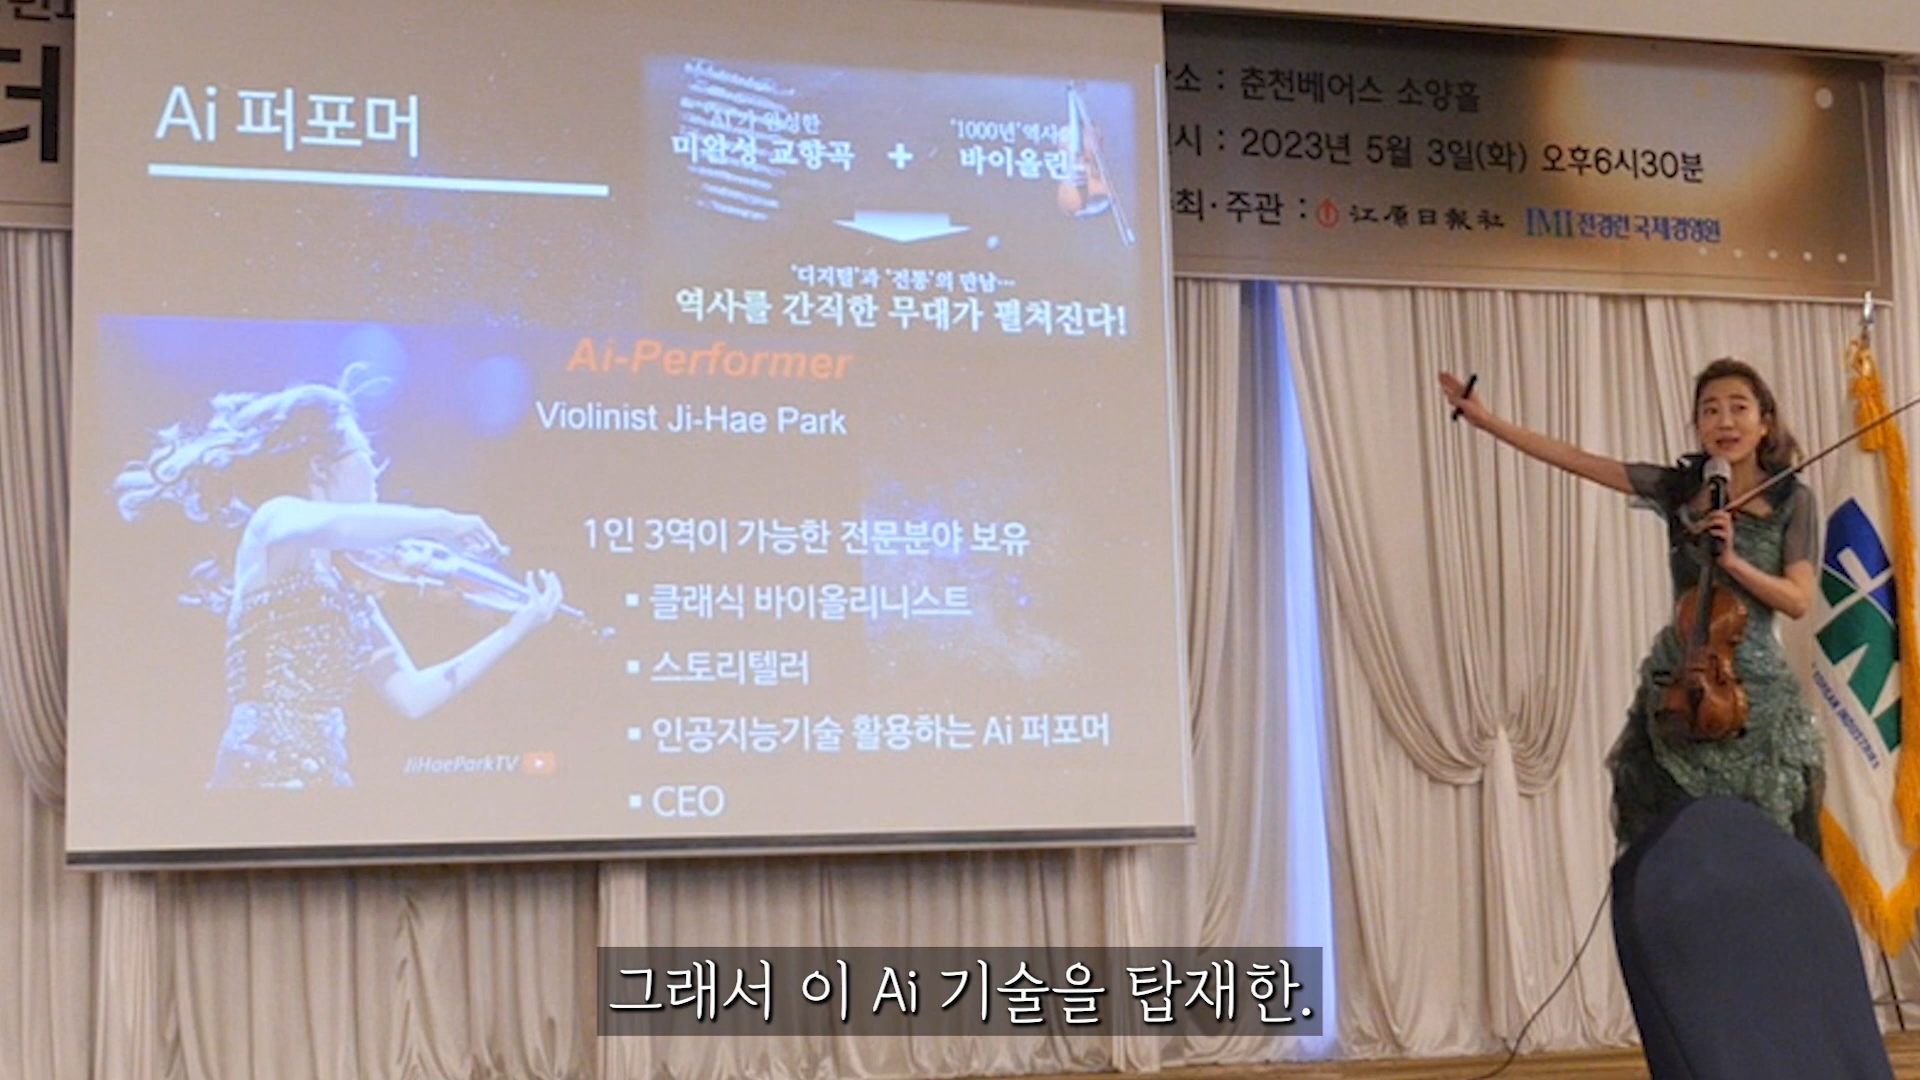 Ai 퍼포머
미완성 교향곡 + 바이올린
'1000년'역사
'디지털'과 '전통'의 만남…
역사를 간직한 무대가 펼쳐진다!
Ai-Performer
Violinist Ji-Hae Park
1인 3역이 가능한 전문분야 보유
▪ 클래식 바이올리니스트
▪ 스토리텔러
▪ 인공지능기술 활용하는 Ai 퍼포머
▪ CEO
JiHaeParkTV
소 : 춘천베어스 소양홀
시 : 2023년 5월 3일(화) 오후6시30분
최·주관 : 江原日報社 IMI 전경련국제경영원
그래서 이 Ai 기술을 탑재한.